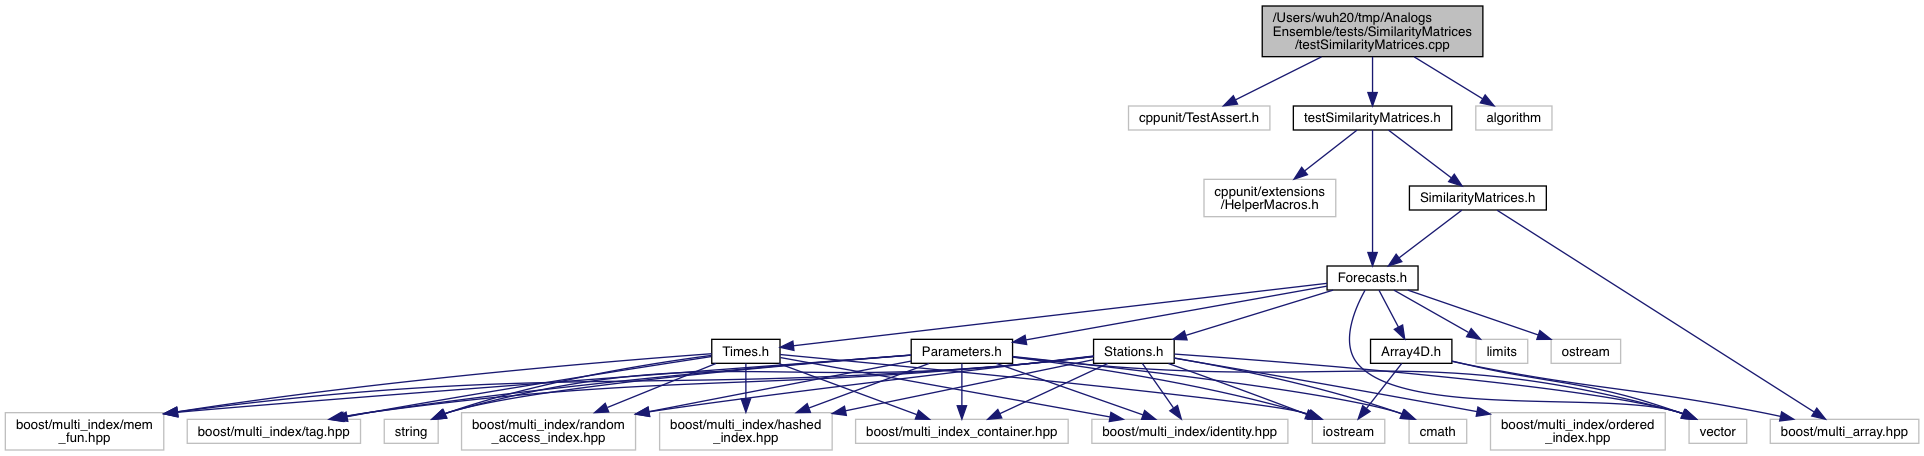 /Users/wuh20/tmp/Analogs
Ensemble/tests/SimilarityMatrices
/testSimilarityMatrices.cpp
cppunit/TestAssert.h
testSimilarityMatrices.h
algorithm
cppunit/extensions
/HelperMacros.h
SimilarityMatrices.h
Forecasts.h
Times.h
Parameters.h
Stations.h
Array4D.h
limits
ostream
boost/multi_index/mem
_fun.hpp
boost/multi_index/tag.hpp
string
boost/multi_index/random
_access_index.hpp
boost/multi_index/hashed
_index.hpp
boost/multi_index_container.hpp
boost/multi_index/identity.hpp
iostream
cmath
boost/multi_index/ordered
_index.hpp
vector
boost/multi_array.hpp